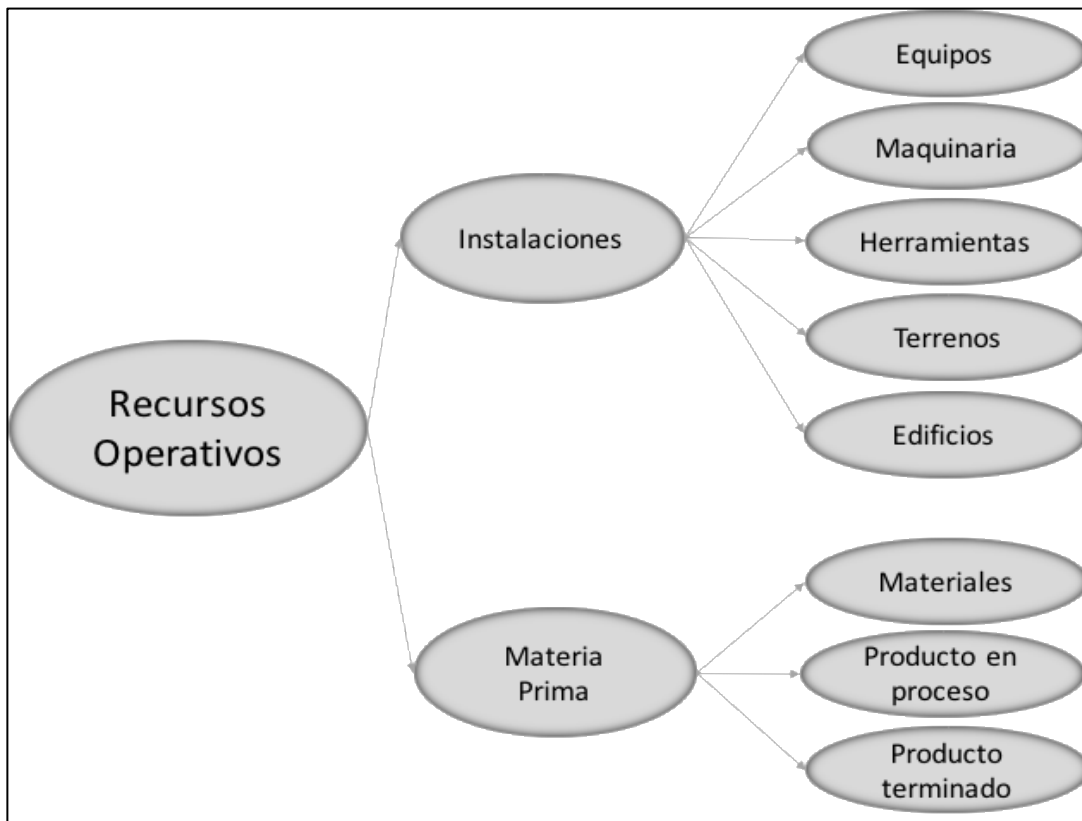 Recursos
Operativos
Instalaciones
Equipos
Maquinaria
Herramientas
Terrenos
Edificios
Materia
Prima
Materiales
Producto en
proceso
Producto
terminado